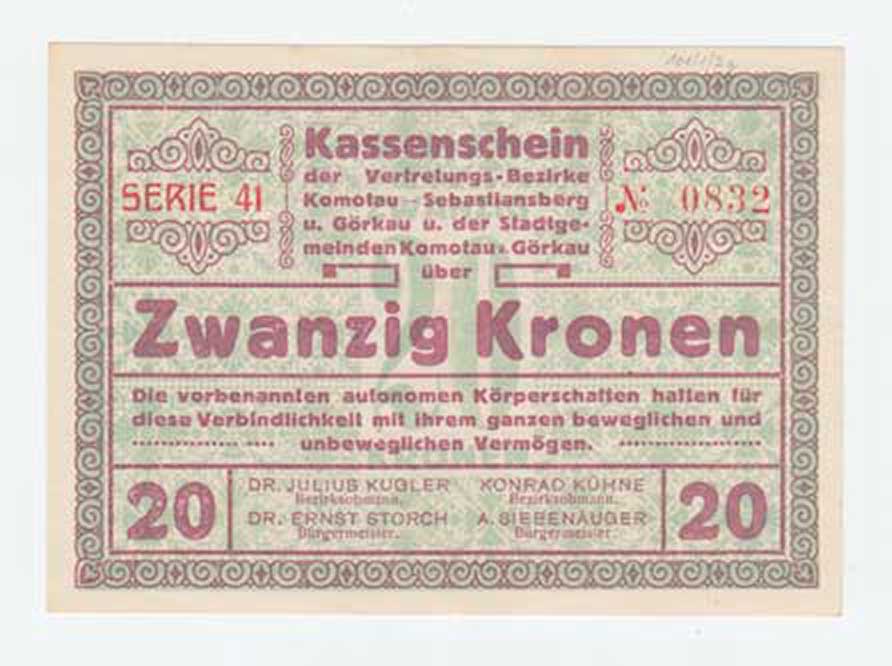 Kassenschein
der Vertretungs-Bezirke
SERIE 41
Komotau - Sebastiansberg
№ 0832
u. Görkau u. der Stadtge-
meinden Komotau u. Görkau
über
Zwanzig Kronen
Die vorbenannten autonomen Körperschaften haften für
diese Verbindlichkeit mit ihrem ganzen beweglichen und
unbeweglichen Vermögen.
20
DR. JULIUS KUGLER
Bezirksobmann.
KONRAD KÜHNE
Bezirksobmann.
DR. ERNST STORCH
Bürgermeister.
A. SIEBENÄUGER
Bürgermeister.
20